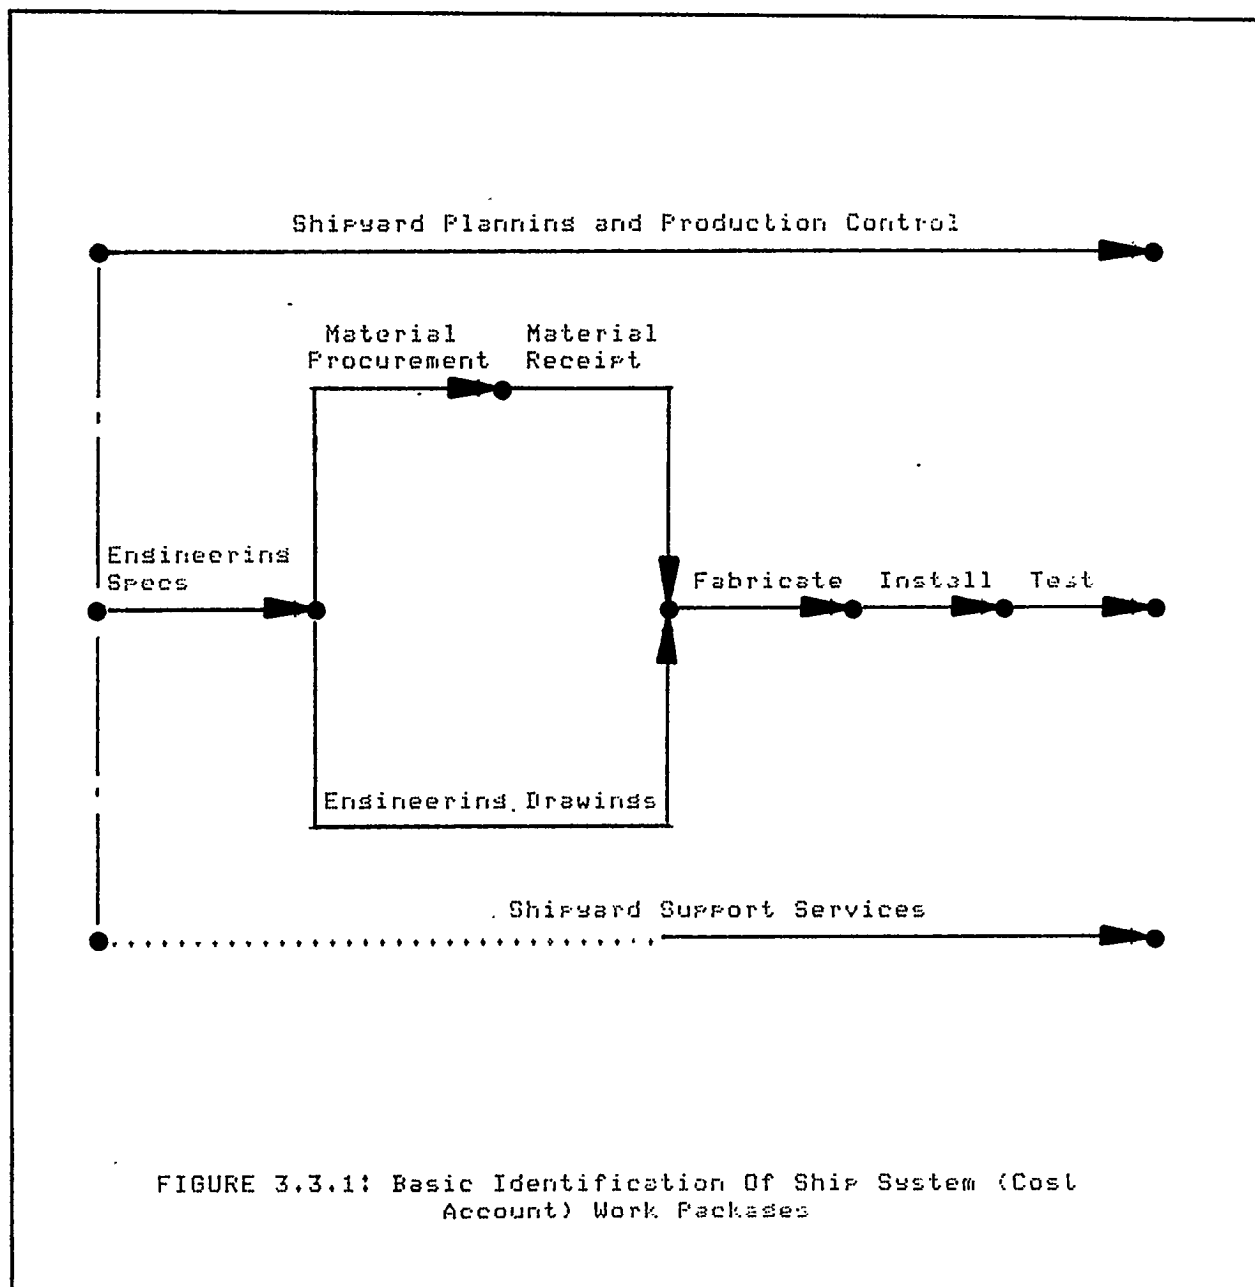 Shipyard Planning and Production Control
Material
Procurement
Material
Receipt
Engineering
Specs
Fabricate
Install
Test
Engineering Drawings
Shipyard Support Services
FIGURE 3.3.1: Basic Identification Of Ship System (Cost
Account) Work Packages